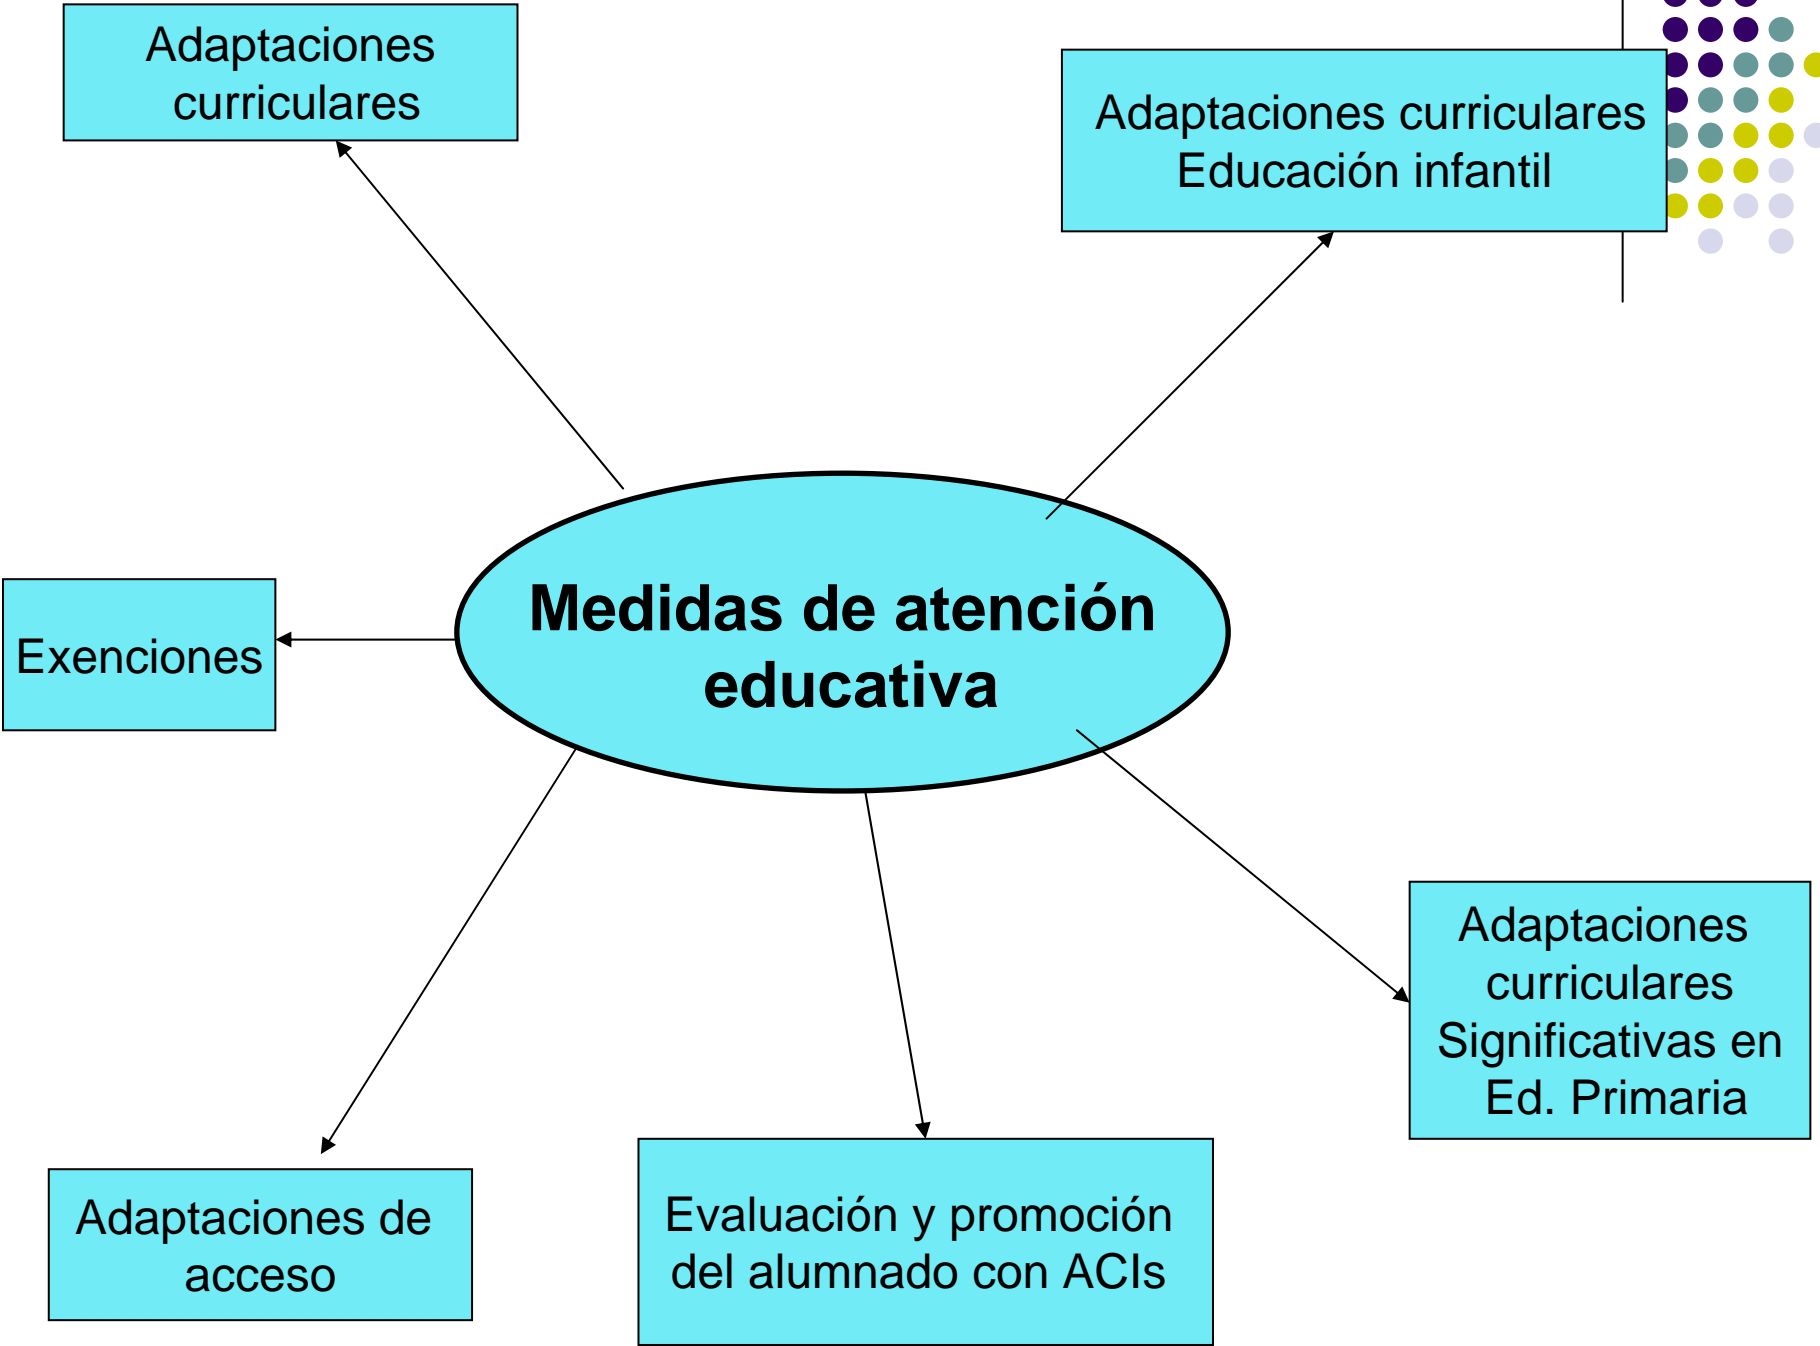 Adaptaciones
curriculares
Adaptaciones curriculares
Educación infantil
Medidas de atención
educativa
Exenciones
Adaptaciones
curriculares
Significativas en
Ed. Primaria
Adaptaciones de
acceso
Evaluación y promoción
del alumnado con ACIs